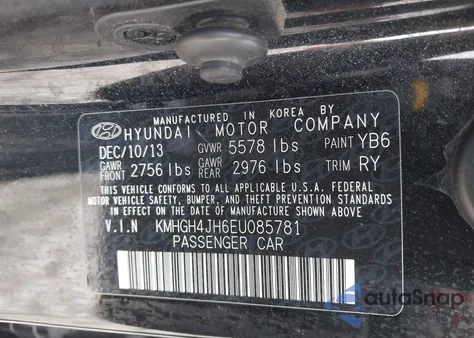 MANUFACTURED IN KOREA BY
HYUNDAI MOTOR COMPANY
DEC/10/13 GVWR 5578 lbs PAINT YB6
GAWR FRONT 2756 lbs GAWR REAR 2976 lbs TRIM RY
THIS VEHICLE CONFORMS TO ALL APPLICABLE U.S.A. FEDERAL
MOTOR VEHICLE SAFETY, BUMPER, AND THEFT PREVENTION STANDARDS
IN EFFECT ON THE DATE OF MANUFACTURE SHOWN ABOVE.
V.I.N KMHGH4JH6EU085781
PASSENGER CAR
autoSnap